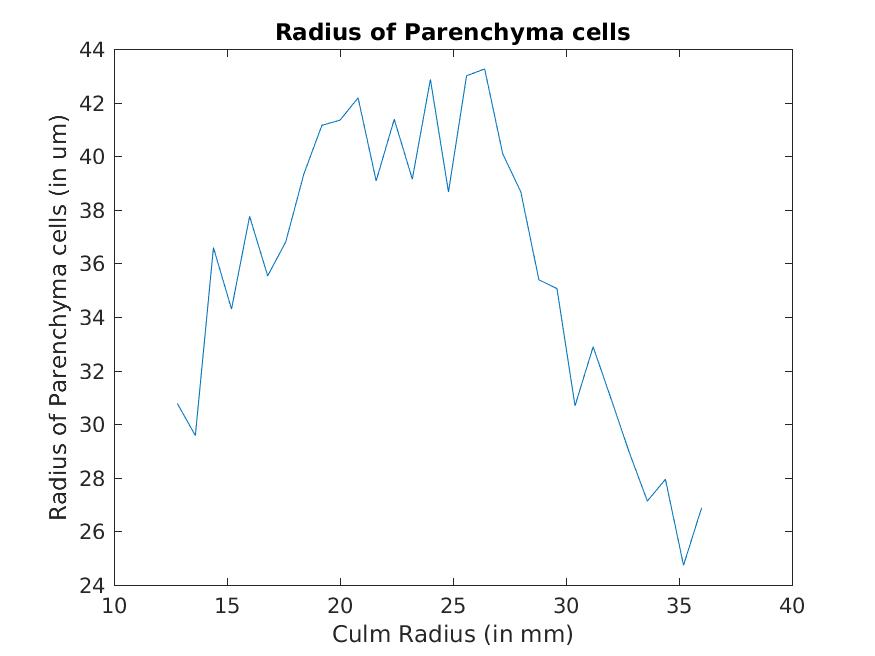 Radius of Parenchyma cells
44
42
40
38
36
34
32
30
28
26
24
Radius of Parenchyma cells (in um)
10 15 20 25 30 35 40
Culm Radius (in mm)